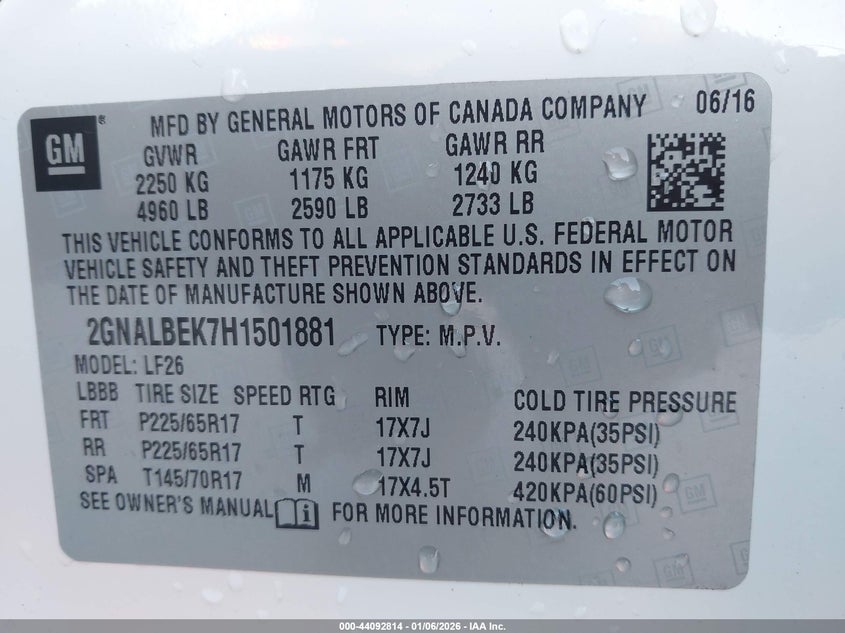 GM ® MFD BY GENERAL MOTORS OF CANADA COMPANY 06/16
GVWR GAWR FRT GAWR RR
2250 KG 1175 KG 1240 KG
4960 LB 2590 LB 2733 LB
THIS VEHICLE CONFORMS TO ALL APPLICABLE U.S. FEDERAL MOTOR
VEHICLE SAFETY AND THEFT PREVENTION STANDARDS IN EFFECT ON
THE DATE OF MANUFACTURE SHOWN ABOVE.
2GNALBEK7H1501881 TYPE: M.P.V.
MODEL: LF26
LBBB TIRE SIZE SPEED RTG RIM COLD TIRE PRESSURE
FRT P225/65R17 T 17X7J 240KPA(35PSI)
RR P225/65R17 T 17X7J 240KPA(35PSI)
SPA T145/70R17 M 17X4.5T 420KPA(60PSI)
SEE OWNER'S MANUAL i FOR MORE INFORMATION.
000-44092814 - 01/06/2026 - IAA Inc.